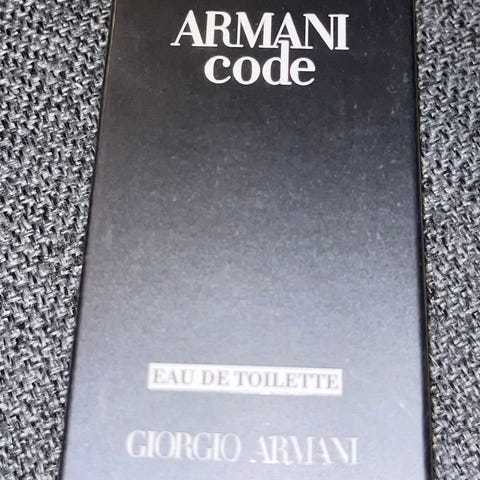 ARMANI
code
EAU DE TOILETTE
GIORGIO ARMANI